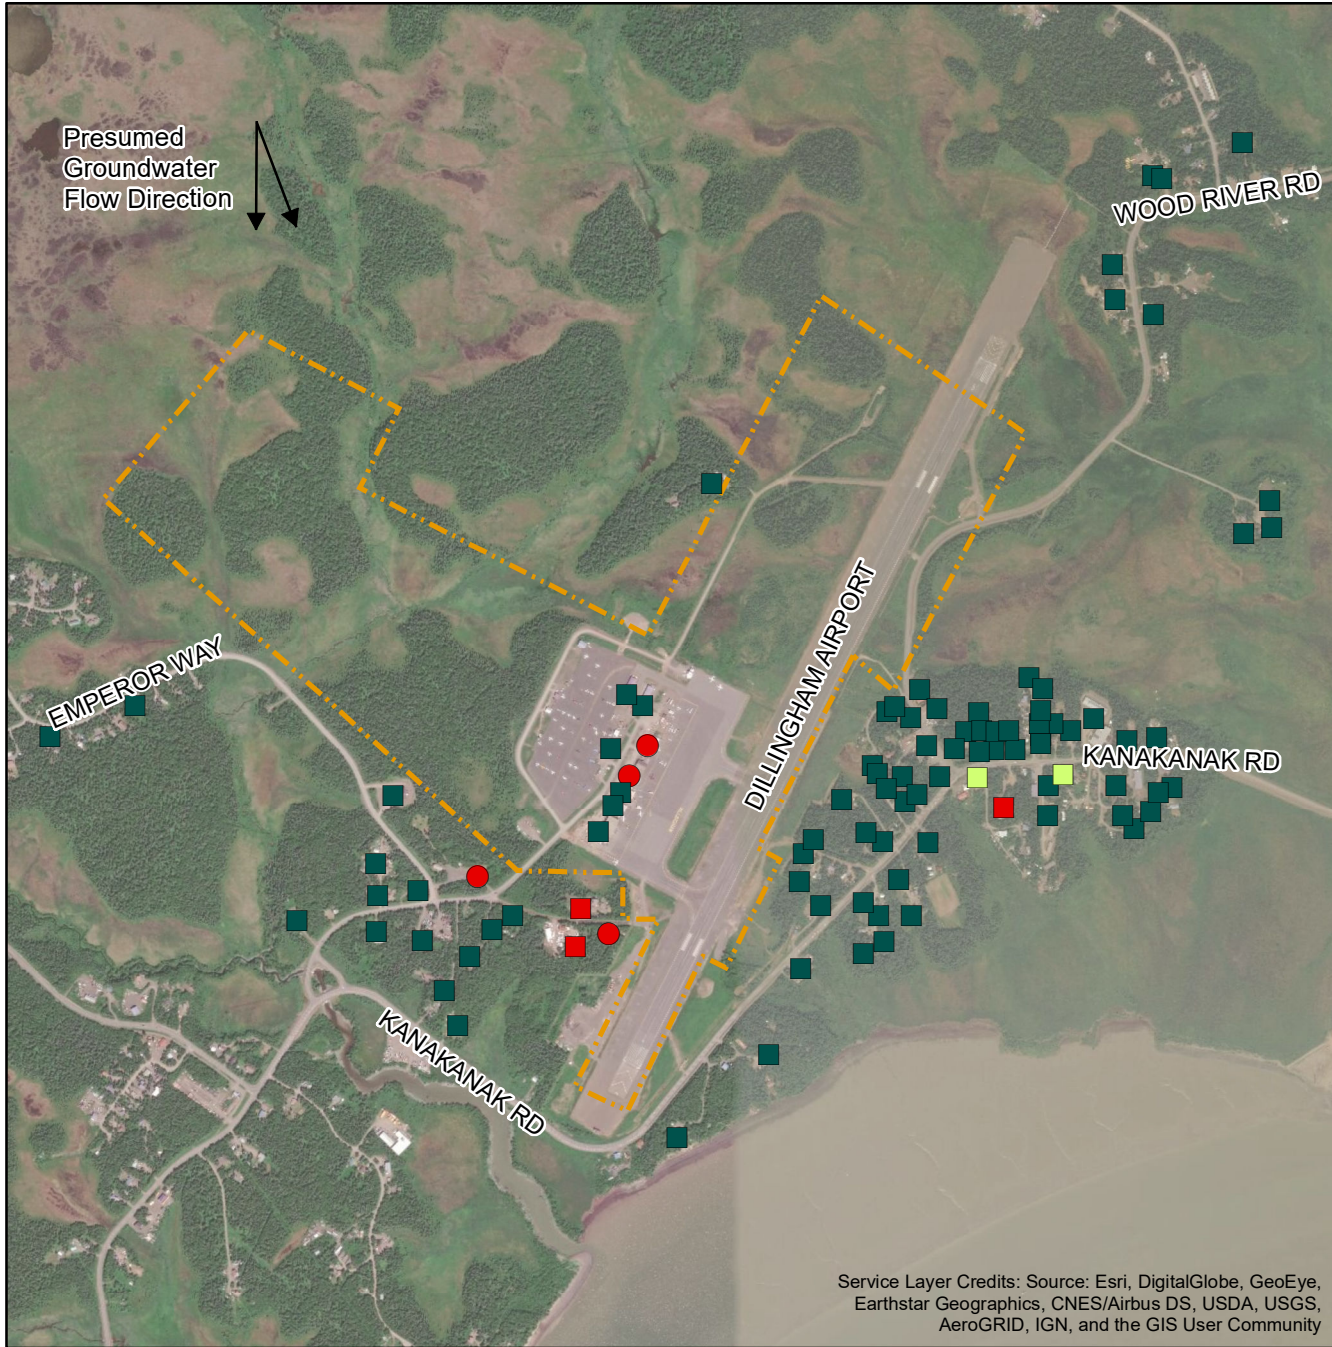 Presumed
Groundwater
Flow Direction
WOOD RIVER RD
DILLINGHAM AIRPORT
EMPEROR WAY
KANAKANAK RD
KANAKANAK RD
Service Layer Credits: Source: Esri, DigitalGlobe, GeoEye,
Earthstar Geographics, CNES/Airbus DS, USDA, USGS,
AeroGRID, IGN, and the GIS User Community